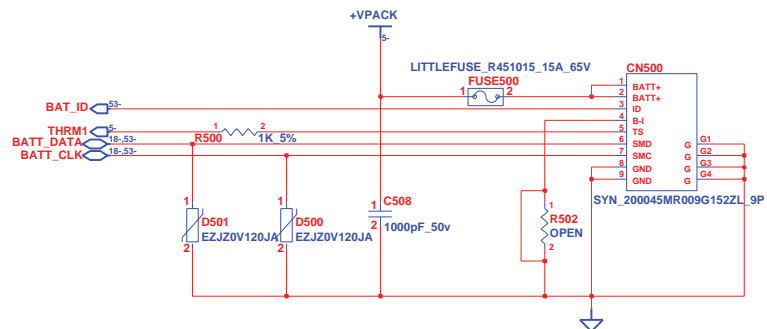 +VPACK
5-
LITTLEFUSE_R451015_15A_65V
CN500
FUSE500
1 2
1 BATT+
2 BATT+
BAT_ID 53-
3 ID
4 B-I
THRM1 5-
1 2
R500 1K_5%
5 TS
BATT_DATA 18-,53-
6 SMD G G1
BATT_CLK 18-,53-
7 SMC G G2
8 GND G G3
9 GND G G4
SYN_200045MR009G152ZL_9P
1 D501 2
EZJZ0V120JA
1 D500 2
EZJZ0V120JA
1 C508 2
1000pF_50v
1 R502 2
OPEN